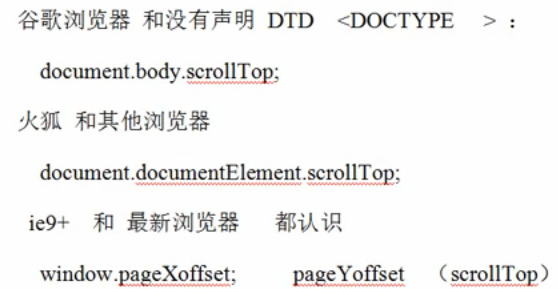 谷歌浏览器 和没有声明 DTD <DOCTYPE >：
document.body.scrollTop;
火狐 和其他浏览器
document.documentElement.scrollTop;
ie9+ 和 最新浏览器 都认识
window.pageXoffset; pageYoffset （scrollTop）